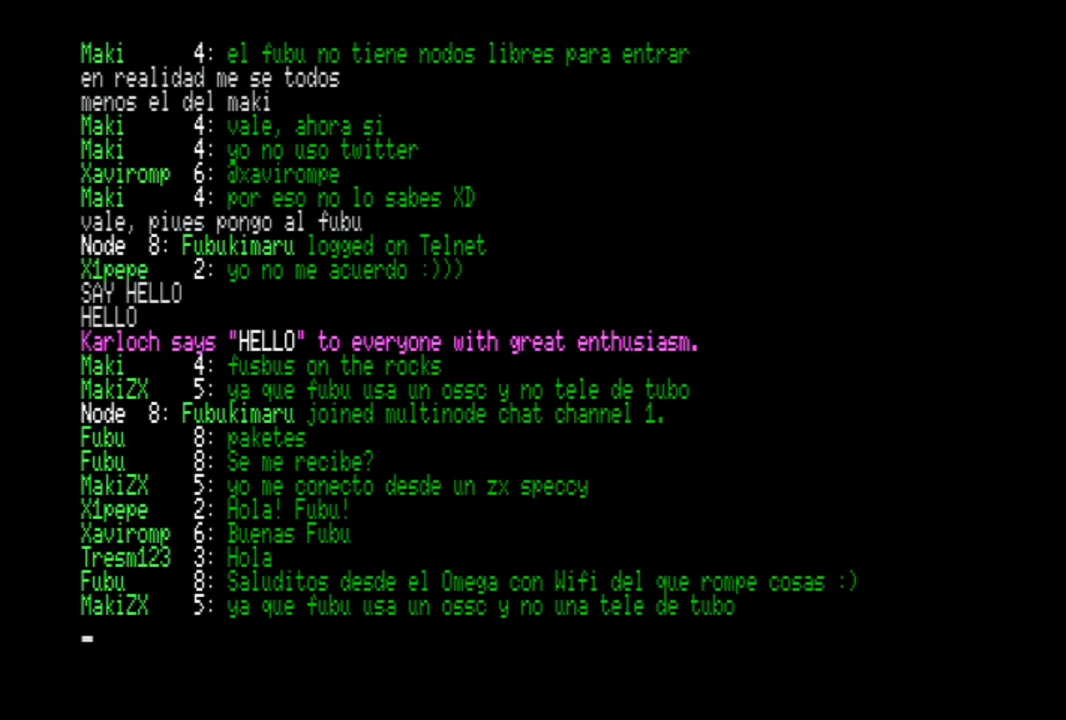 Maki 4: el fubu no tiene nodos libres para entrar
en realidad me se todos
menos el del maki
Maki 4: vale, ahora si
Maki 4: yo no uso twitter
Xaviromp 6: @xavirompe
Maki 4: por eso no lo sabes XD
vale, piues pongo al fubu
Node 8: Fubukimaru logged on Telnet
X1pepe 2: yo no me acuerdo :)))
SAY HELLO
HELLO
Karloch says "HELLO" to everyone with great enthusiasm.
Maki 4: fusbus on the rocks
MakiZX 5: ya que fubu usa un ossc y no tele de tubo
Node 8: Fubukimaru joined multinode chat channel 1.
Fubu 8: paketes
Fubu 8: Se me recibe?
MakiZX 5: yo me conecto desde un zx speccy
X1pepe 2: Hola! Fubu!
Xaviromp 6: Buenas Fubu
Tresm123 3: Hola
Fubu 8: Saluditos desde el Omega con Wifi del que rompe cosas :)
MakiZX 5: ya que fubu usa un ossc y no una tele de tubo